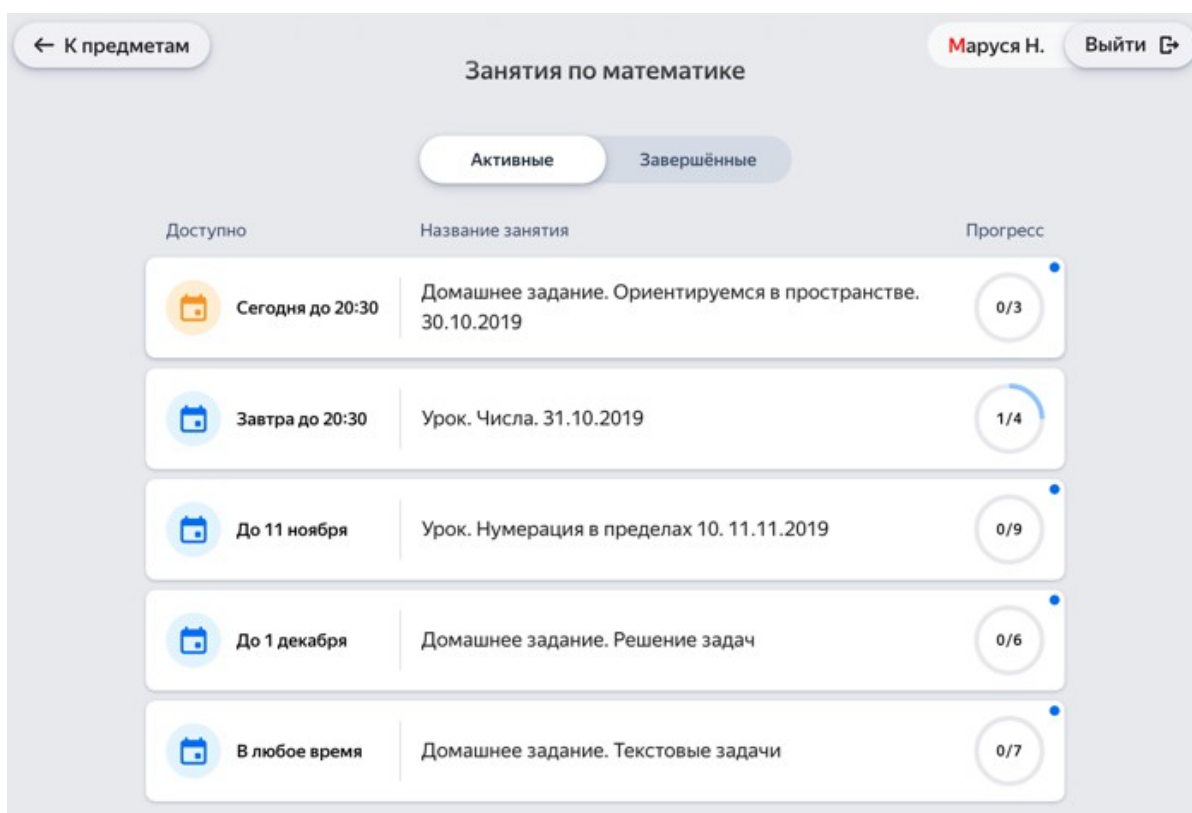 ← К предметам
Маруся Н.
Выйти
Занятия по математике
Активные
Завершённые
Доступно
Название занятия
Прогресс
Сегодня до 20:30
Домашнее задание. Ориентируемся в пространстве.
30.10.2019
0/3
Завтра до 20:30
Урок. Числа. 31.10.2019
1/4
До 11 ноября
Урок. Нумерация в пределах 10. 11.11.2019
0/9
До 1 декабря
Домашнее задание. Решение задач
0/6
В любое время
Домашнее задание. Текстовые задачи
0/7